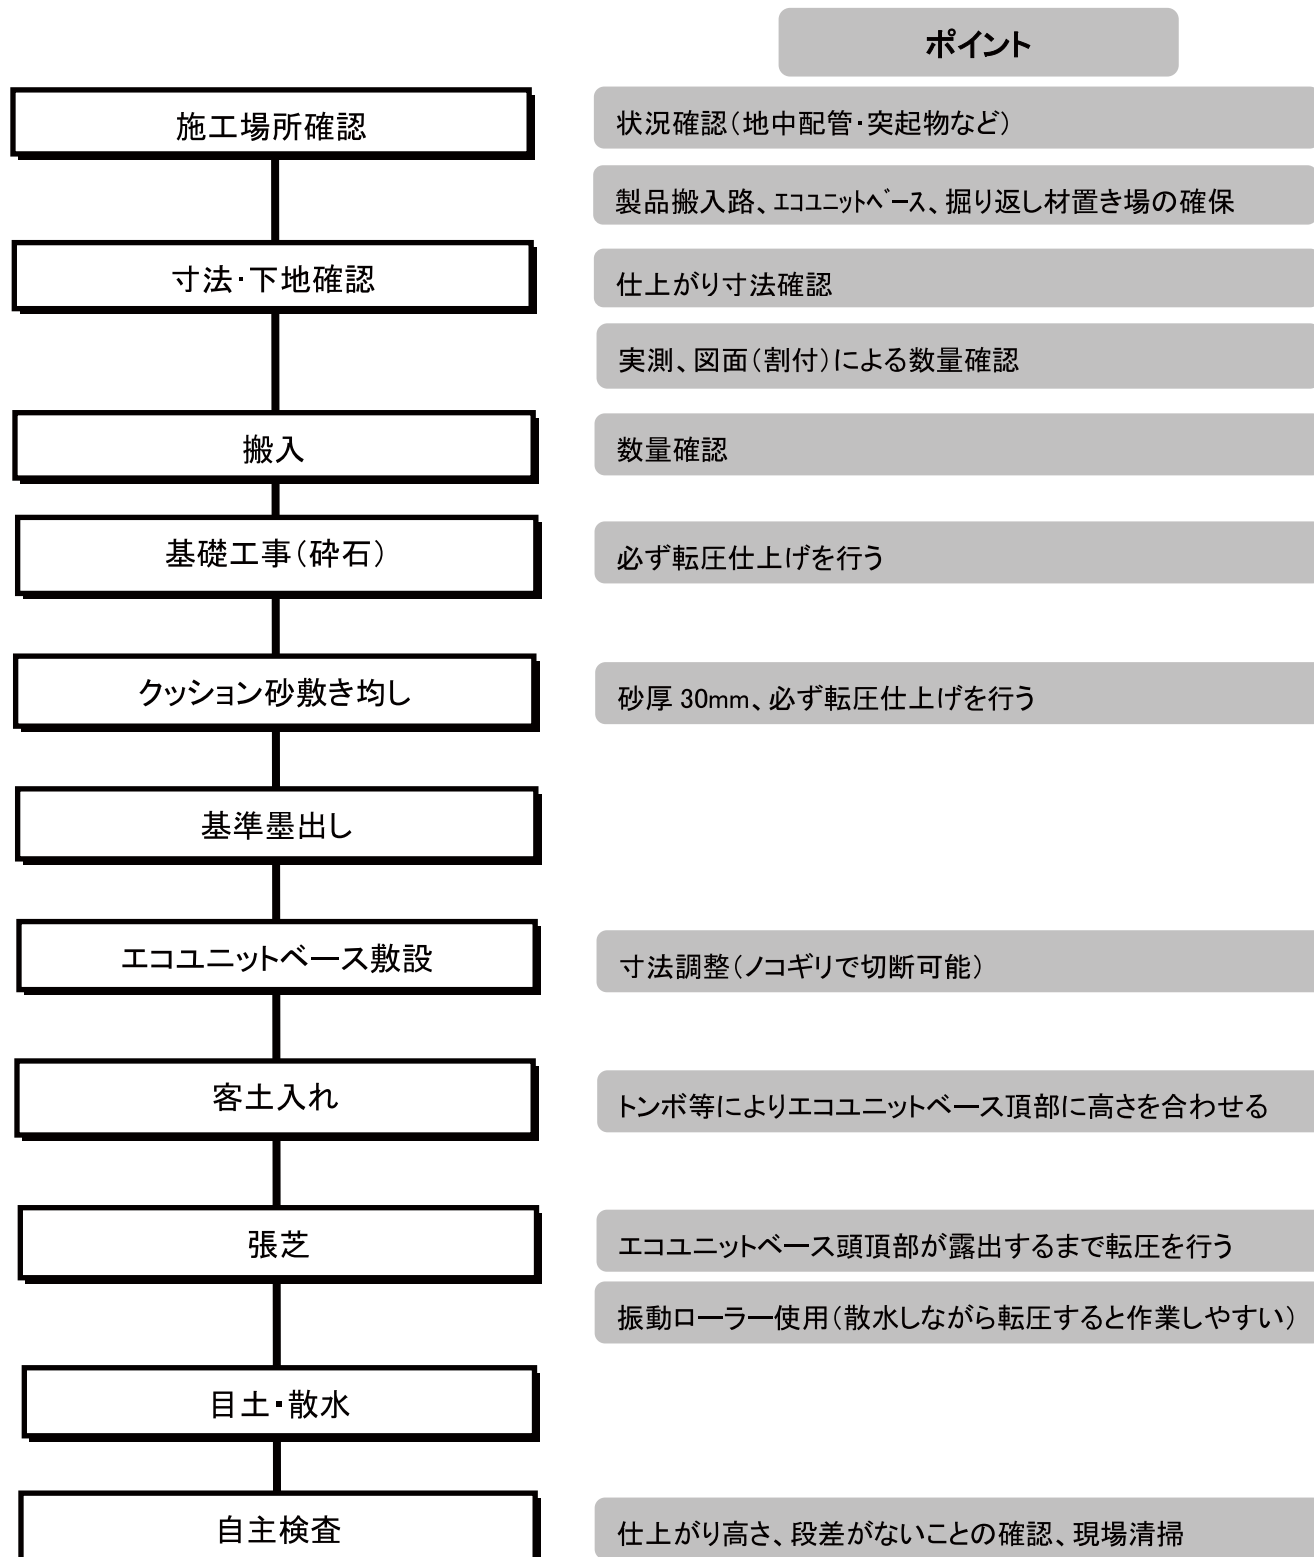 ポイント
施工場所確認
状況確認（地中配管･突起物など）
製品搬入路、ｴｺﾕﾆｯﾄﾍﾞｰｽ、掘り返し材置き場の確保
寸法･下地確認
仕上がり寸法確認
実測、図面（割付）による数量確認
搬入
数量確認
基礎工事（砕石）
必ず転圧仕上げを行う
クッション砂敷き均し
砂厚 30mm、必ず転圧仕上げを行う
基準墨出し
エコユニットベース敷設
寸法調整（ノコギリで切断可能）
客土入れ
トンボ等によりエコユニットベース頂部に高さを合わせる
張芝
エコユニットベース頭頂部が露出するまで転圧を行う
振動ローラー使用（散水しながら転圧すると作業しやすい）
目土・散水
自主検査
仕上がり高さ、段差がないことの確認、現場清掃